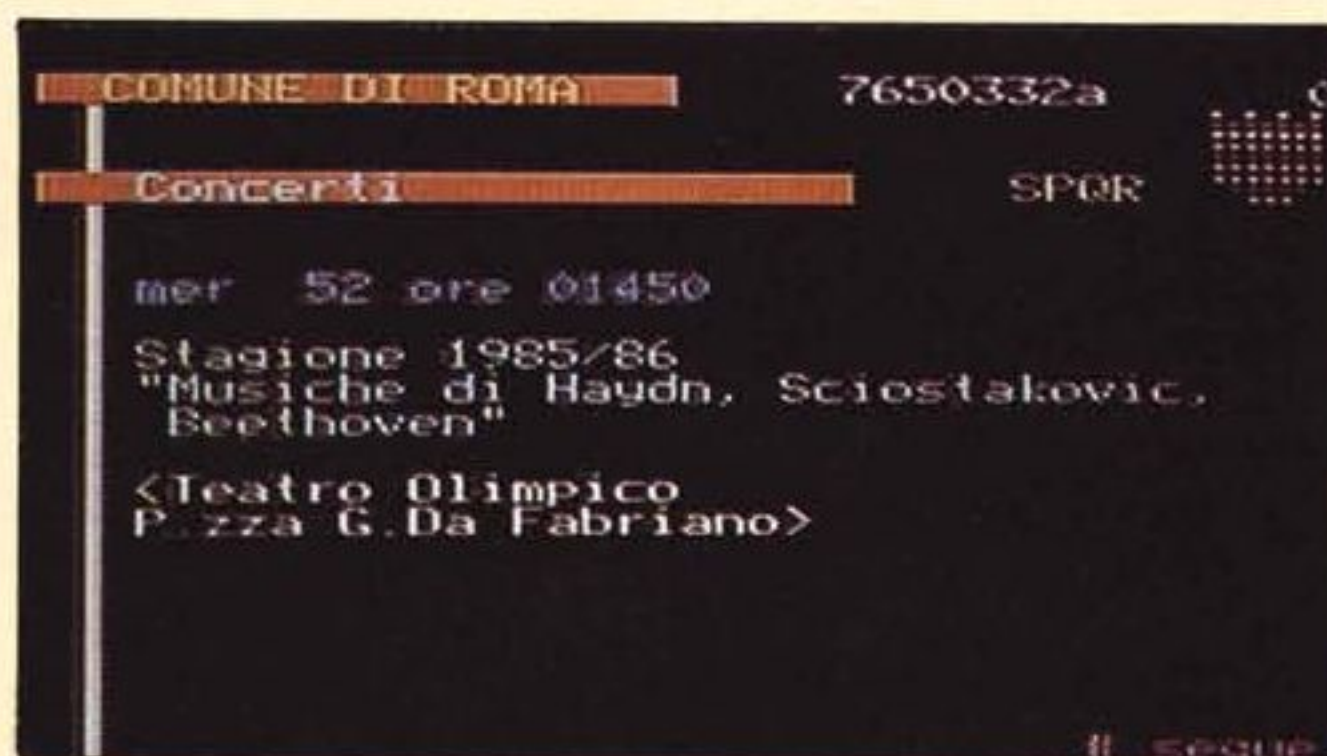 COMUNE DI ROMA 7650332a
Concerti SPQR
mer 52 ore 01450
Stagione 1985/86
"Musiche di Haydn, Sciostakovic,
Beethoven"
<Teatro Olimpico
P.zza G.Da Fabriano>
# segue